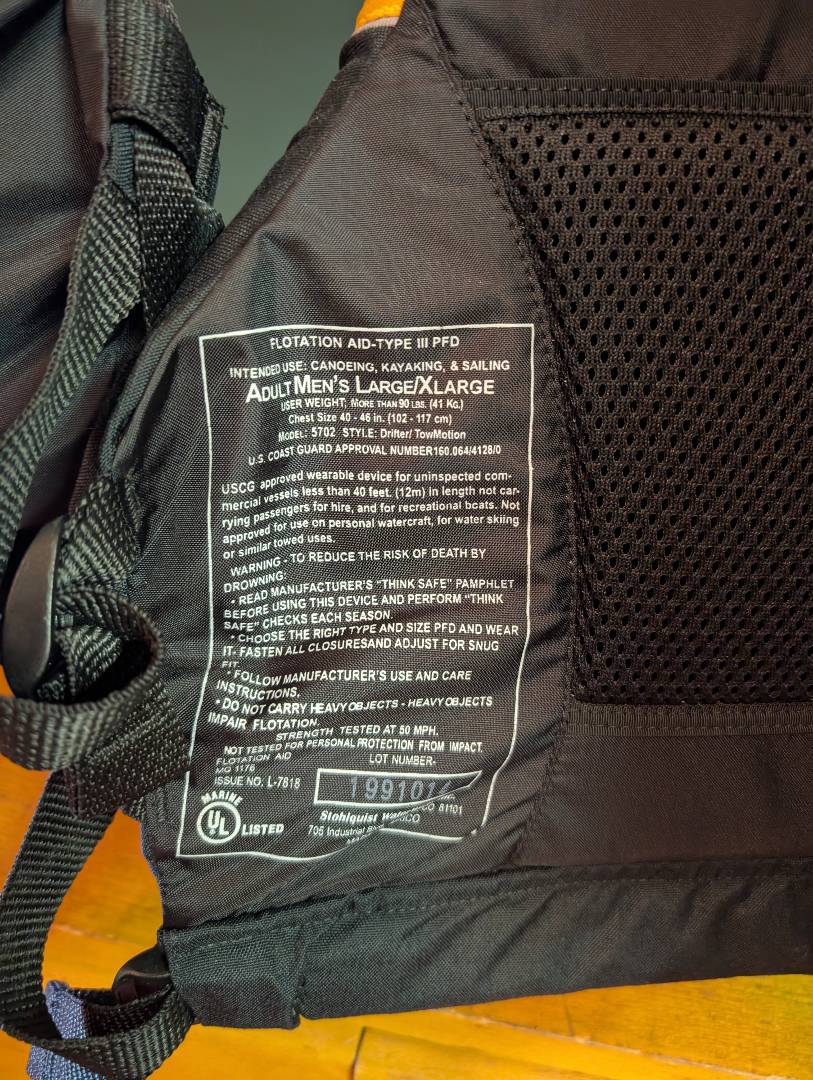 FLOTATION AID-TYPE III PFD
INTENDED USE: CANOEING, KAYAKING, & SAILING
ADULT MEN'S LARGE/XLARGE
USER WEIGHT; MORE THAN 90 LBS. (41 KG.)
Chest Size 40 - 46 in. (102 - 117 cm)
MODEL: 5702 STYLE: Drifter/ TowMotion
U.S. COAST GUARD APPROVAL NUMBER160.064/4128/0
USCG approved wearable device for uninspected com-
mercial vessels less than 40 feet. (12m) in length not car-
rying passengers for hire, and for recreational boats. Not
approved for use on personal watercraft, for water skiing
or similar towed uses.
WARNING - TO REDUCE THE RISK OF DEATH BY
DROWNING:
• READ MANUFACTURER'S "THINK SAFE" PAMPHLET
BEFORE USING THIS DEVICE AND PERFORM "THINK
SAFE" CHECKS EACH SEASON
• CHOOSE THE RIGHT TYPE AND SIZE PFD AND WEAR
IT- FASTEN ALL CLOSURESAND ADJUST FOR SNUG
FIT.
• FOLLOW MANUFACTURER'S USE AND CARE
INSTRUCTIONS.
• DO NOT CARRY HEAVY OBJECTS - HEAVY OBJECTS
IMPAIR FLOTATION.
STRENGTH TESTED AT 50 MPH.
NOT TESTED FOR PERSONAL PROTECTION FROM IMPACT.
FLOTATION AID LOT NUMBER-
MQ 1176
ISSUE NO. L-7818
199101
MARINE
UL LISTED
Stohlquist CO 81101
705 Industrial